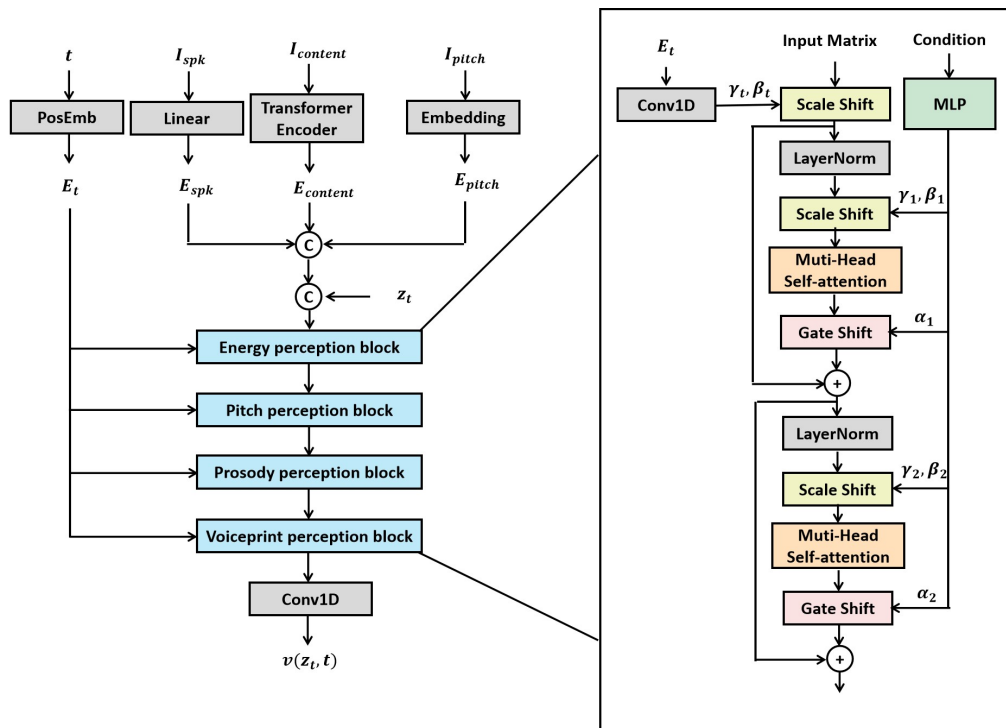 t
I_spk
I_content
I_pitch
PosEmb
Linear
Transformer
Encoder
Embedding
E_t
E_spk
E_content
E_pitch
C
C
z_t
Energy perception block
Pitch perception block
Prosody perception block
Voiceprint perception block
Conv1D
v(z_t, t)
E_t
Input Matrix
Condition
Conv1D
γ_t, β_t
Scale Shift
MLP
LayerNorm
γ_1, β_1
Scale Shift
Muti-Head
Self-attention
α_1
Gate Shift
+
LayerNorm
γ_2, β_2
Scale Shift
Muti-Head
Self-attention
α_2
Gate Shift
+